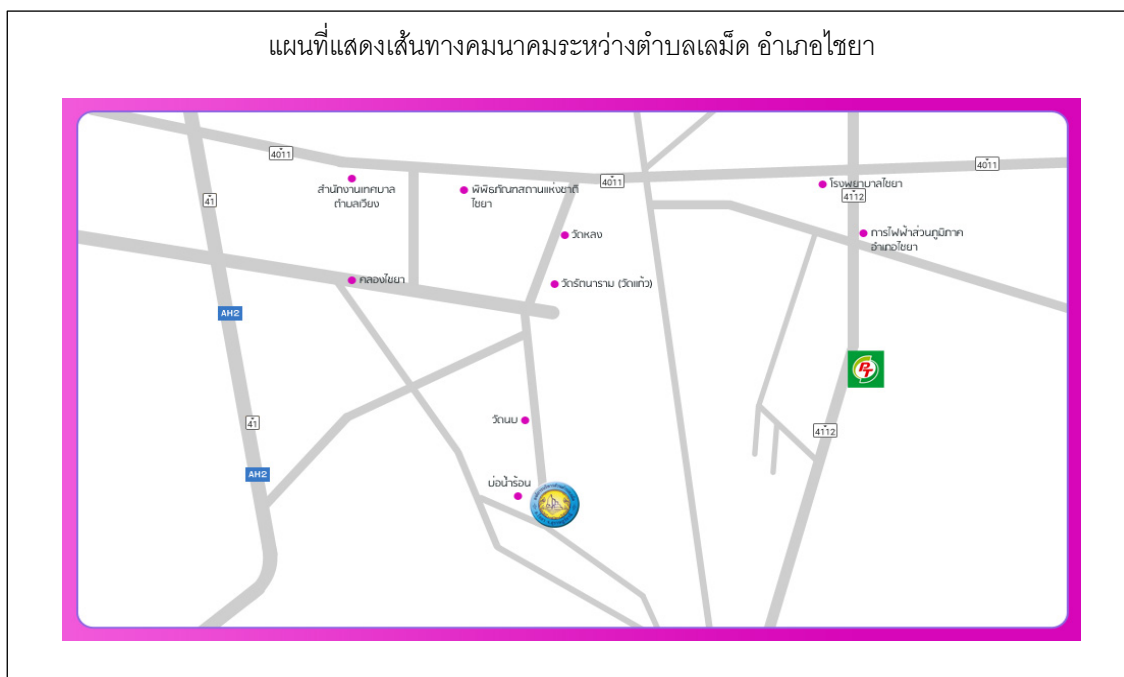 แผนที่แสดงเส้นทางคมนาคมระหว่างตำบลเลม็ด อำเภอไชยา
4011
4011
4011
สำนักงานเทศบาล
ตำบลเวียง
พิพิธภัณฑสถานแห่งชาติ
ไชยา
โรงพยาบาลไชยา
41
4112
วัดหลง
การไฟฟ้าส่วนภูมิภาค
อำเภอไชยา
คลองไชยา
วัดรัตนาราม (วัดแก้ว)
AH2
PT
วัดนบ
41
4112
AH2
บ่อน้ำร้อน